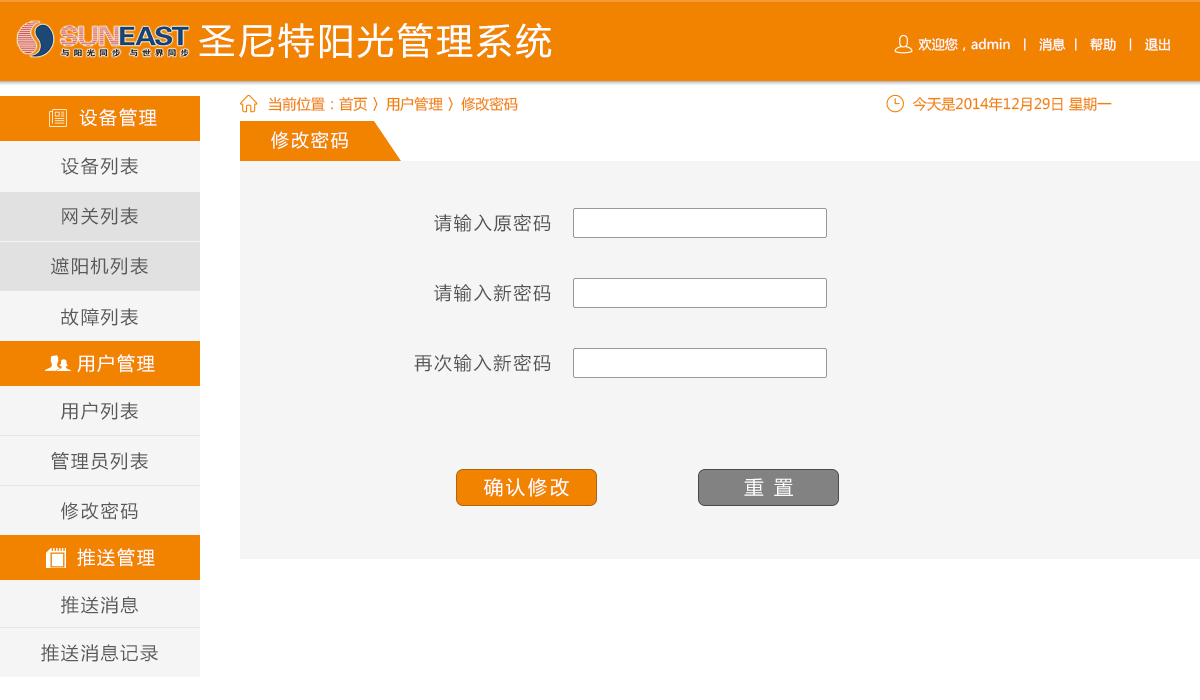 SUNEAST
与阳光同步 与世界同步
圣尼特阳光管理系统
欢迎您，admin | 消息 | 帮助 | 退出
当前位置：首页 〉用户管理 〉修改密码
今天是2014年12月29日 星期一
设备管理
设备列表
网关列表
遮阳机列表
故障列表
用户管理
用户列表
管理员列表
修改密码
推送管理
推送消息
推送消息记录
修改密码
请输入原密码
请输入新密码
再次输入新密码
确认修改
重 置